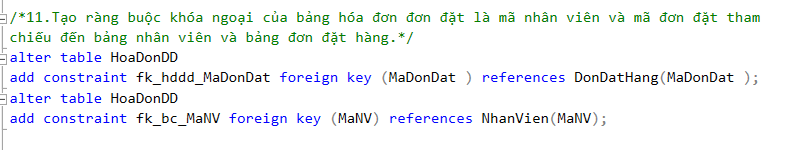 /*11.Tạo ràng buộc khóa ngoại của bảng hóa đơn đơn đặt là mã nhân viên và mã đơn đặt tham
chiếu đến bảng nhân viên và bảng đơn đặt hàng.*/
alter table HoaDonDD
add constraint fk_hddd_MaDonDat foreign key (MaDonDat ) references DonDatHang(MaDonDat );
alter table HoaDonDD
add constraint fk_bc_MaNV foreign key (MaNV) references NhanVien(MaNV);